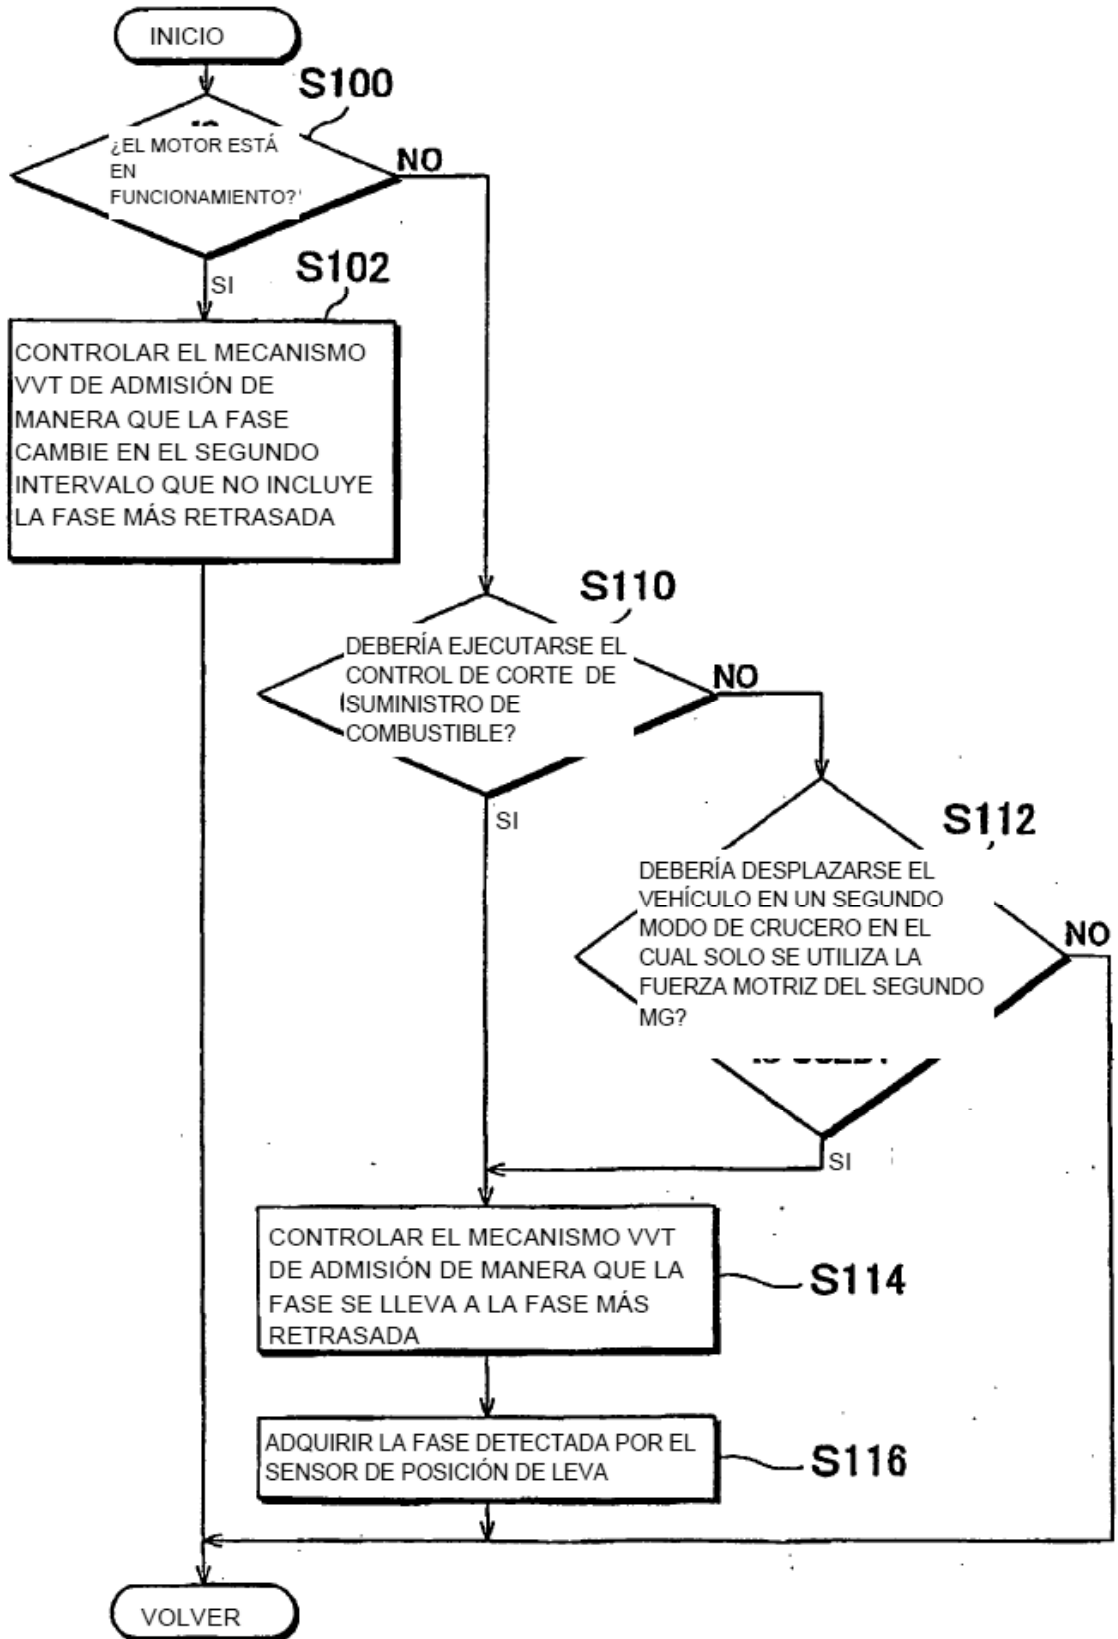 INICIO
S100
¿EL MOTOR ESTÁ
EN
FUNCIONAMIENTO?
NO
SI
S102
CONTROLAR EL MECANISMO
VVT DE ADMISIÓN DE
MANERA QUE LA FASE
CAMBIE EN EL SEGUNDO
INTERVALO QUE NO INCLUYE
LA FASE MÁS RETRASADA
S110
DEBERÍA EJECUTARSE EL
CONTROL DE CORTE DE
SUMINISTRO DE
COMBUSTIBLE?
NO
SI
S112
DEBERÍA DESPLAZARSE EL
VEHÍCULO EN UN SEGUNDO
MODO DE CRUCERO EN EL
CUAL SOLO SE UTILIZA LA
FUERZA MOTRIZ DEL SEGUNDO
MG?
NO
SI
CONTROLAR EL MECANISMO VVT
DE ADMISIÓN DE MANERA QUE LA
FASE SE LLEVA A LA FASE MÁS
RETRASADA
S114
ADQUIRIR LA FASE DETECTADA POR EL
SENSOR DE POSICIÓN DE LEVA
S116
VOLVER